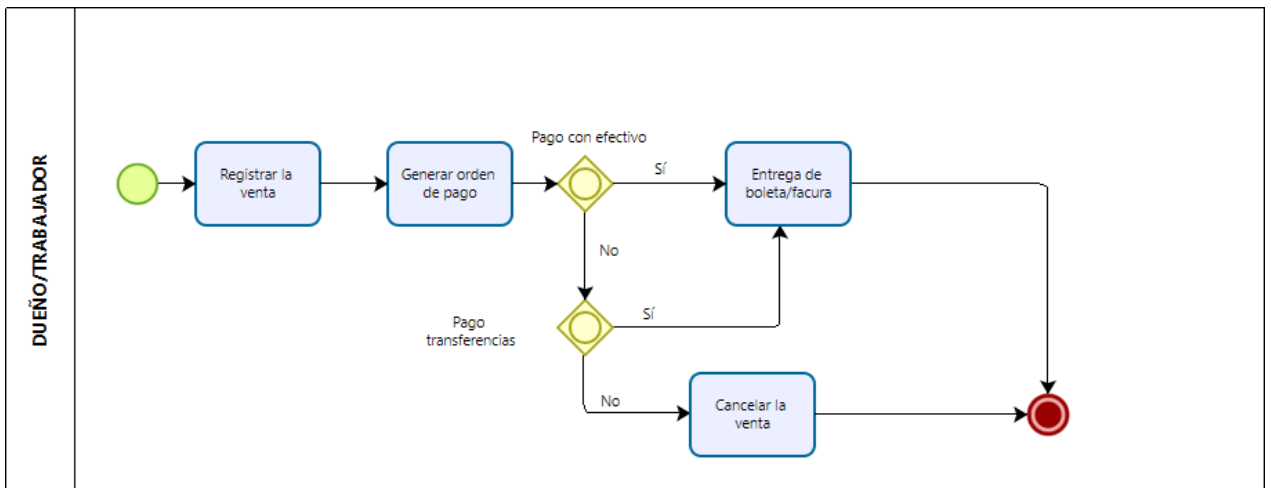 DUEÑO/TRABAJADOR
Registrar la
venta
Generar orden
de pago
Pago con efectivo
Sí
Entrega de
boleta/facura
No
Pago
transferencias
Sí
No
Cancelar la
venta